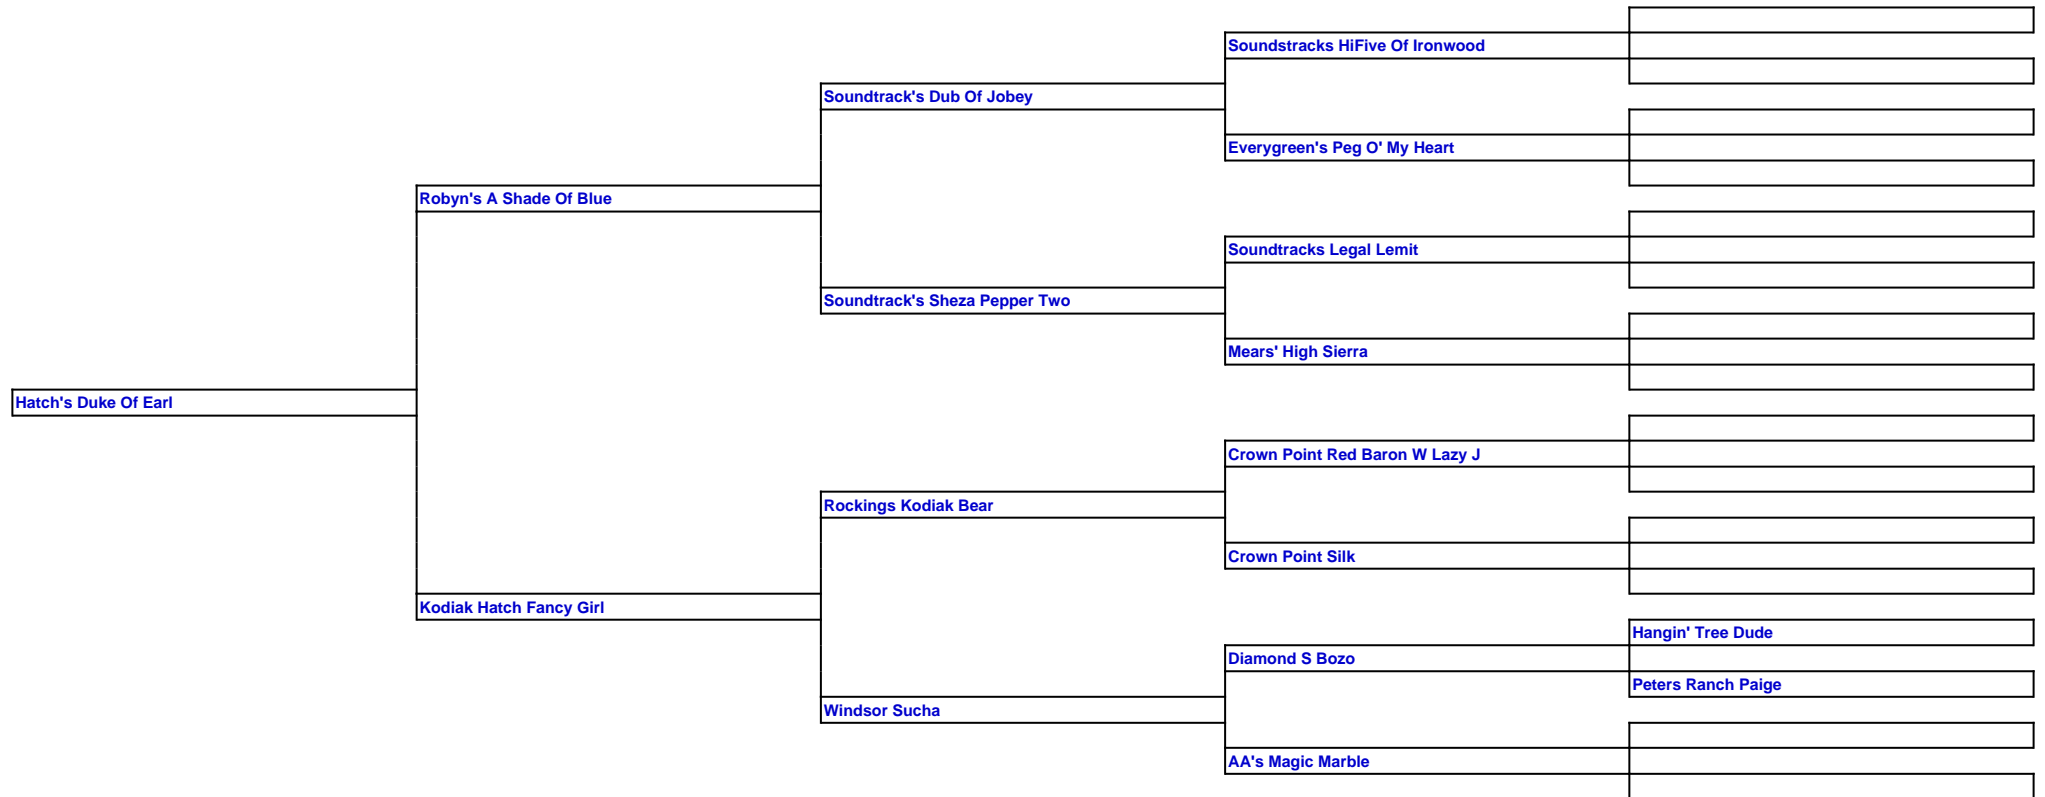 Soundstracks HiFive Of Ironwood
Soundtrack's Dub Of Jobey
Everygreen's Peg O' My Heart
Robyn's A Shade Of Blue
Soundtracks Legal Lemit
Soundtrack's Sheza Pepper Two
Mears' High Sierra
Hatch's Duke Of Earl
Crown Point Red Baron W Lazy J
Rockings Kodiak Bear
Crown Point Silk
Kodiak Hatch Fancy Girl
Hangin' Tree Dude
Diamond S Bozo
Peters Ranch Paige
Windsor Sucha
AA's Magic Marble